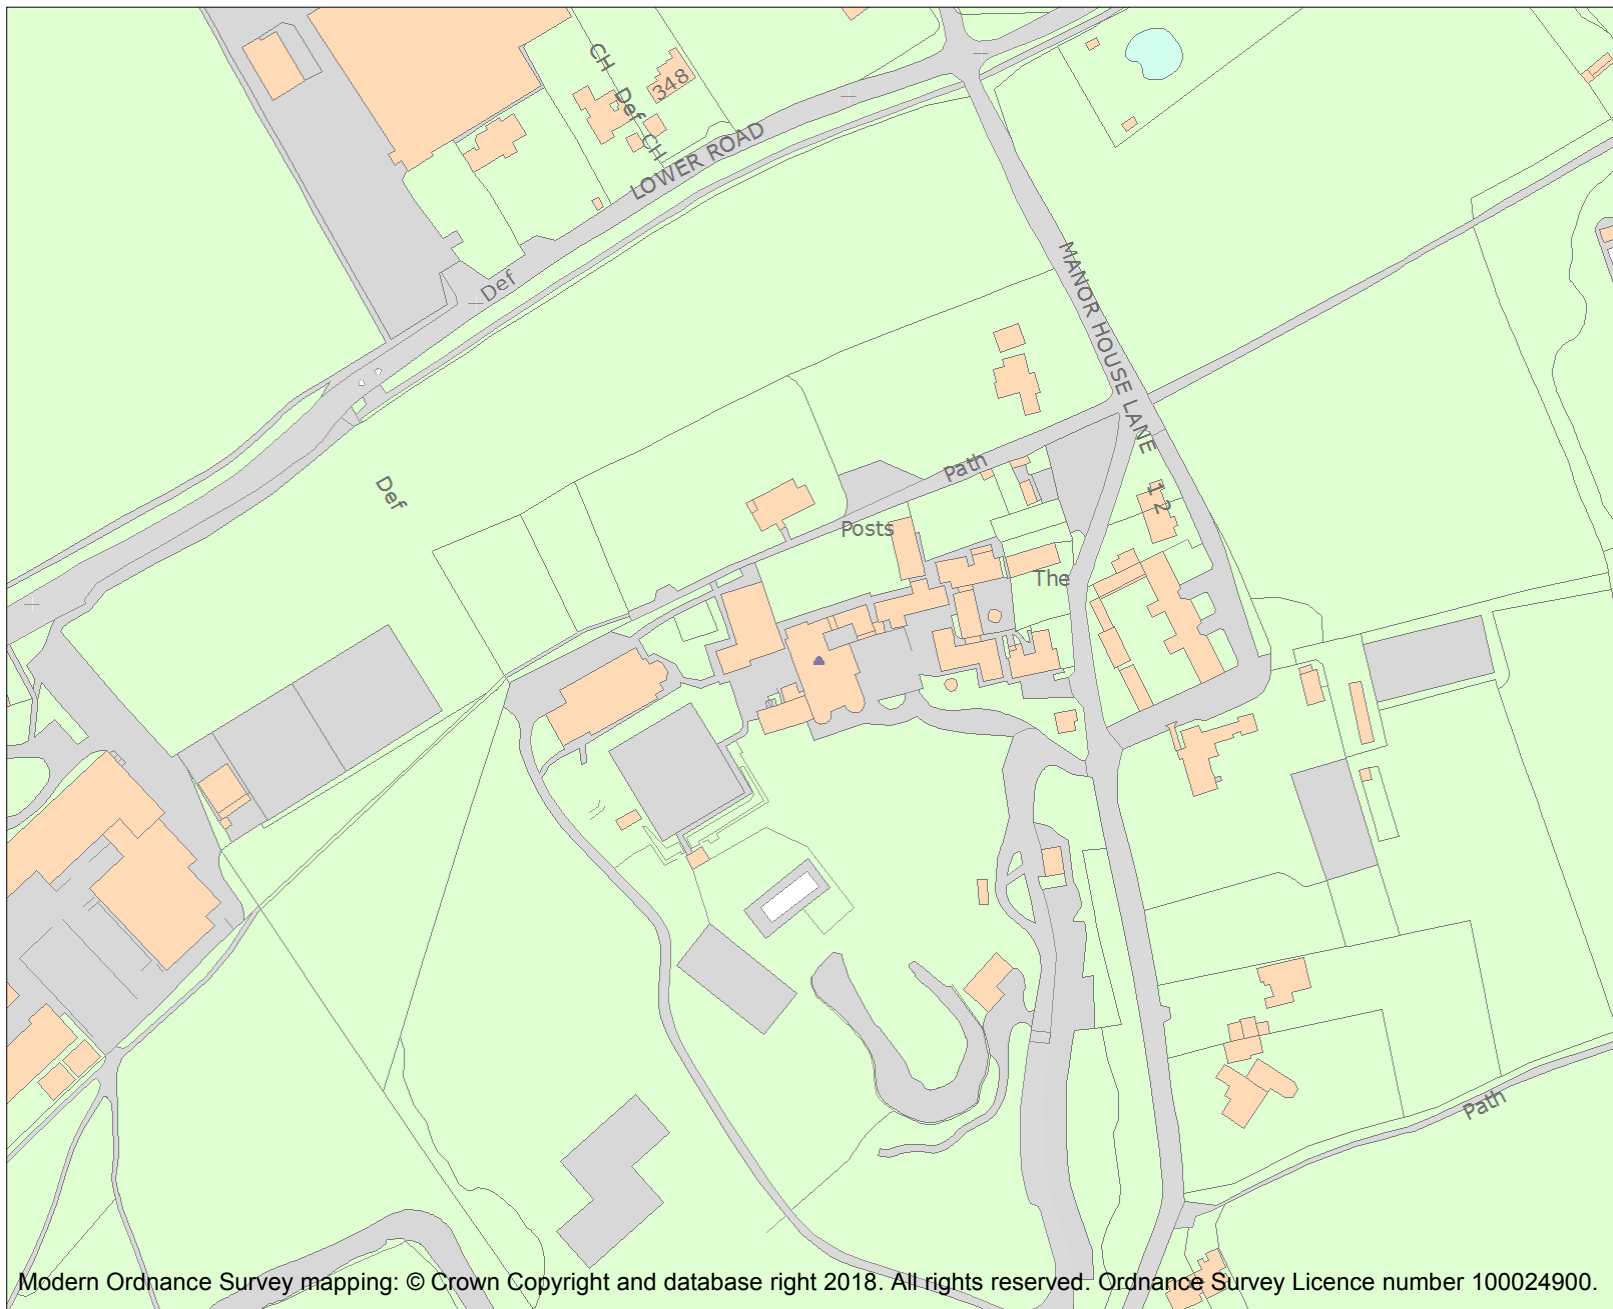 CH
348
Def
CH
LOWER ROAD
Def
MANOR HOUSE LANE
Path
Def
12
Posts
The
Path
Modern Ordnance Survey mapping: © Crown Copyright and database right 2018. All rights reserved. Ordnance Survey Licence number 100024900.